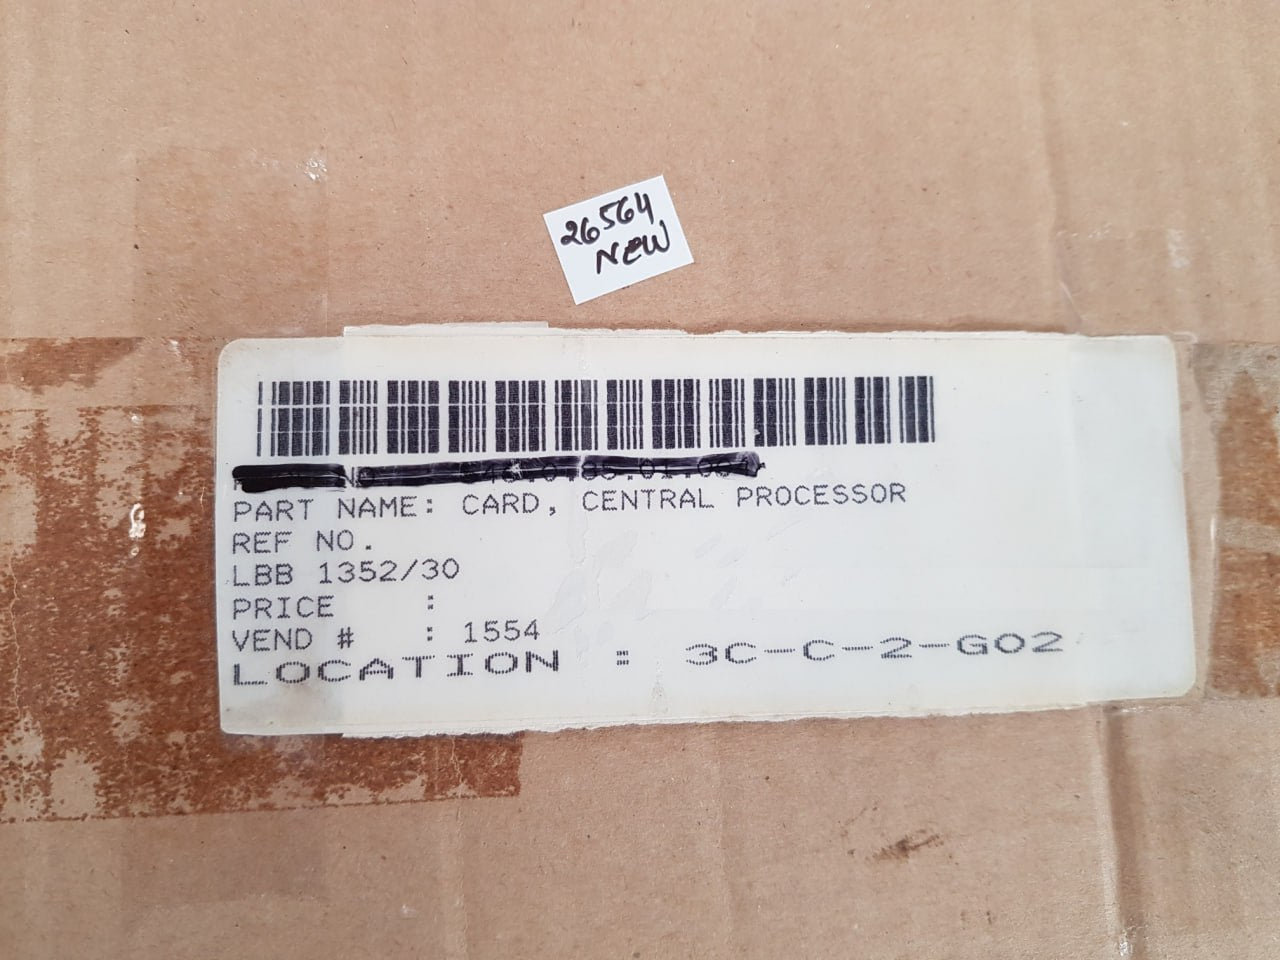 26564
NEW
PART NAME: CARD, CENTRAL PROCESSOR
REF NO.
LBB 1352/30
PRICE :
VEND # : 1554
LOCATION : 3C-C-2-G02